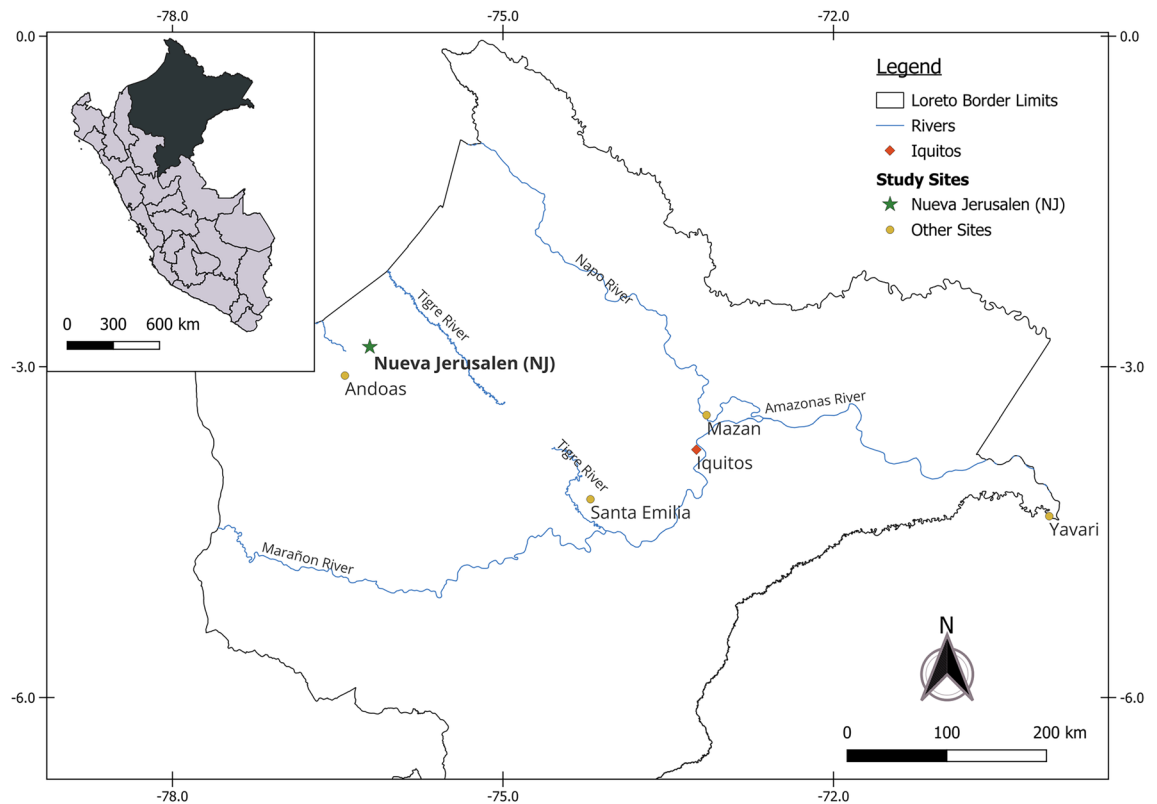 -78.0
-75.0
-72.0
0.0
0.0
Legend
Loreto Border Limits
Rivers
Iquitos
Study Sites
Nueva Jerusalen (NJ)
Other Sites
0 300 600 km
Napo River
Tigre River
Nueva Jerusalen (NJ)
-3.0
-3.0
Andoas
Amazonas River
Mazan
Iquitos
Tigre River
Santa Emilia
Yavari
Marañon River
N
-6.0
-6.0
0 100 200 km
-78.0
-75.0
-72.0